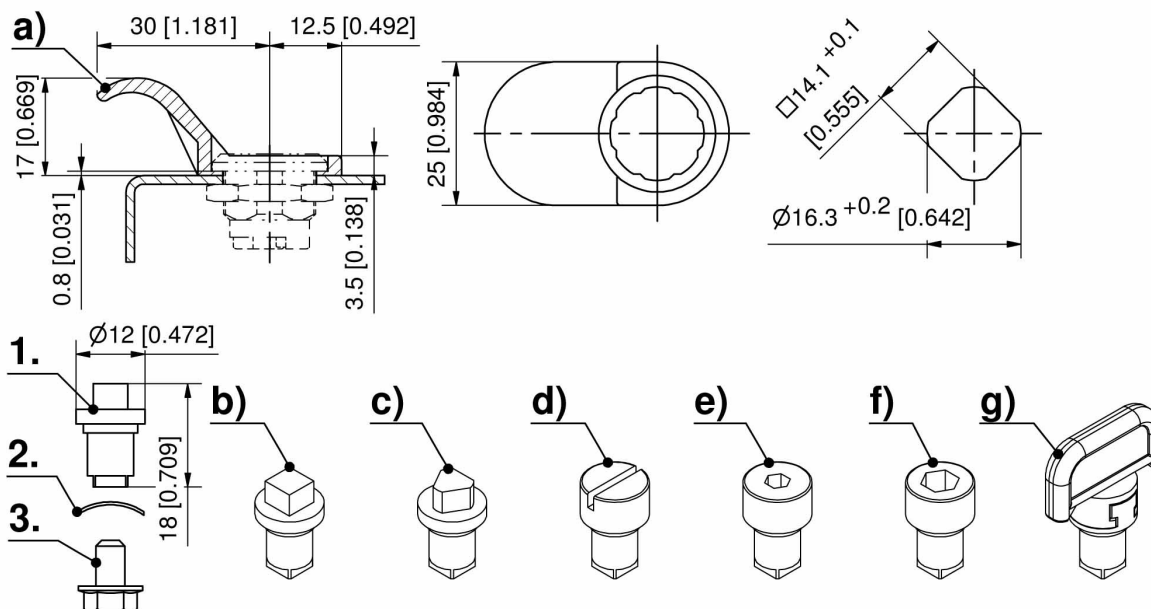 a)
30 [1.181]
12.5 [0.492]
17 [0.669]
0.8 [0.031]
3.5 [0.138]
25 [0.984]
□14.1 +0.1
[0.555]
Ø16.3 +0.2 [0.642]
Ø12 [0.472]
1.
2.
3.
18 [0.709]
b)
c)
d)
e)
f)
g)